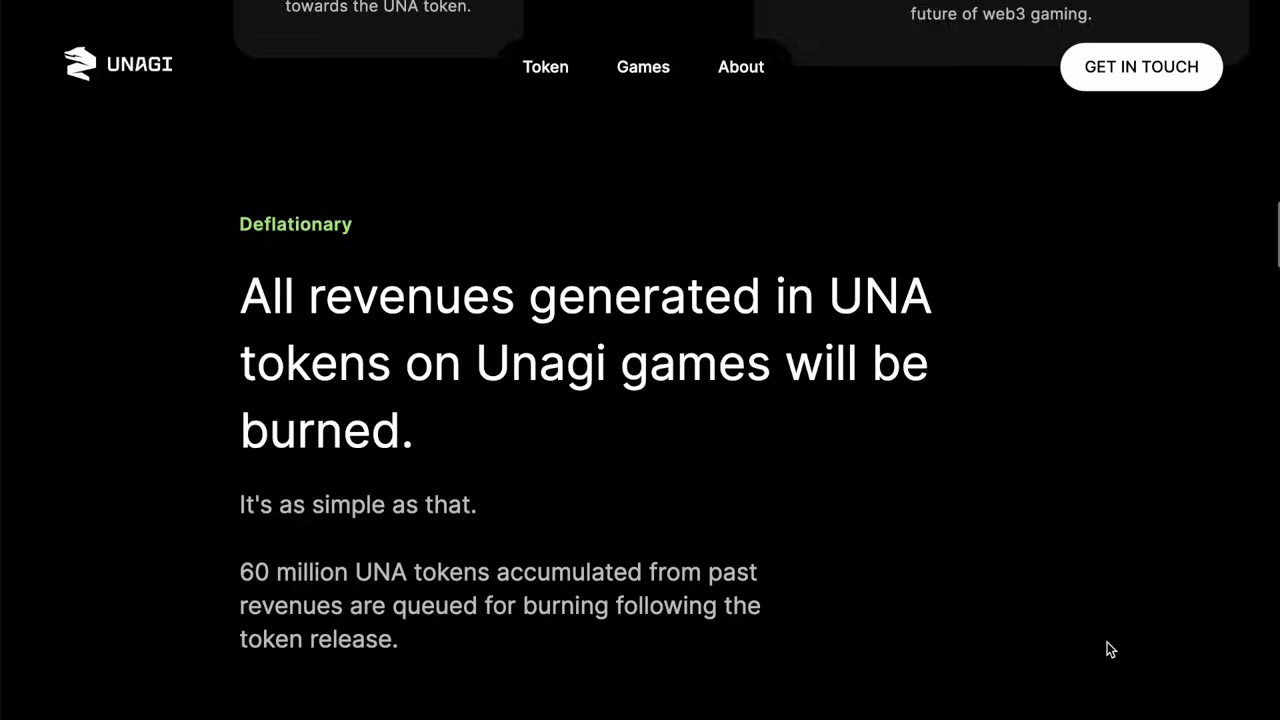 towards the UNA token.
future of web3 gaming.
UNAGI
Token
Games
About
GET IN TOUCH
Deflationary
All revenues generated in UNA
tokens on Unagi games will be
burned.
It's as simple as that.
60 million UNA tokens accumulated from past
revenues are queued for burning following the
token release.